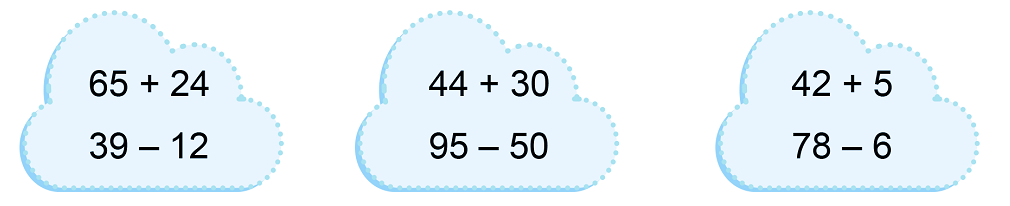 65 + 24
39 – 12
44 + 30
95 – 50
42 + 5
78 – 6